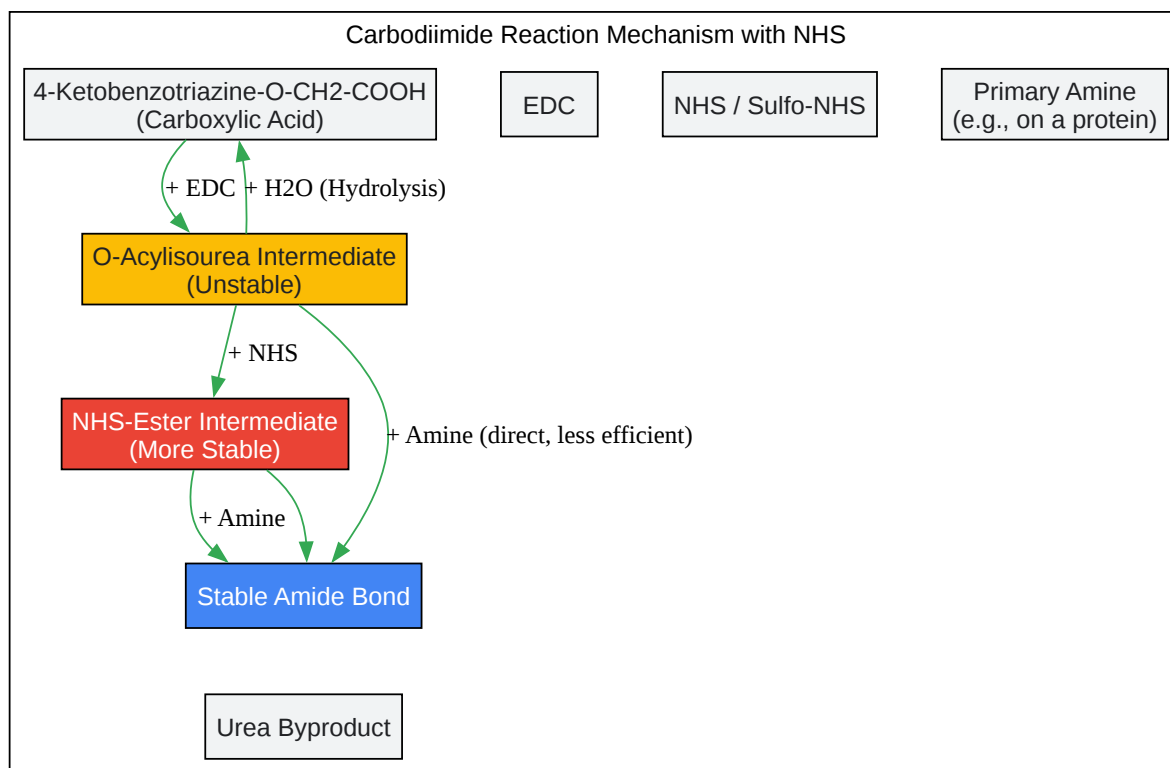 Carbodiimide Reaction Mechanism with NHS
4-Ketobenzotriazine-O-CH2-COOH
(Carboxylic Acid)
EDC
NHS / Sulfo-NHS
Primary Amine
(e.g., on a protein)
+ EDC
+ H2O (Hydrolysis)
O-Acylisourea Intermediate
(Unstable)
+ NHS
NHS-Ester Intermediate
(More Stable)
+ Amine (direct, less efficient)
+ Amine
Stable Amide Bond
Urea Byproduct